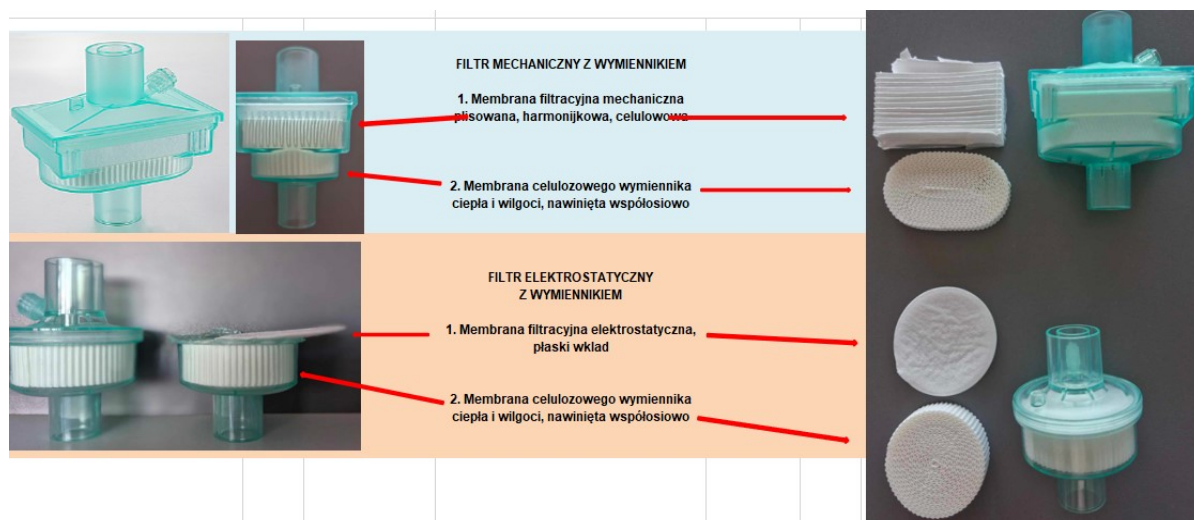 FILTR MECHANICZNY Z WYMIENNIKIEM
1. Membrana filtracyjna mechaniczna
plisowana, harmonijkowa, celulowowa
2. Membrana celulozowego wymiennika
ciepła i wilgoci, nawinięta współosiowo
FILTR ELEKTROSTATYCZNY
Z WYMIENNIKIEM
1. Membrana filtracyjna elektrostatyczna,
płaski wklad
2. Membrana celulozowego wymiennika
ciepła i wilgoci, nawinięta współosiowo